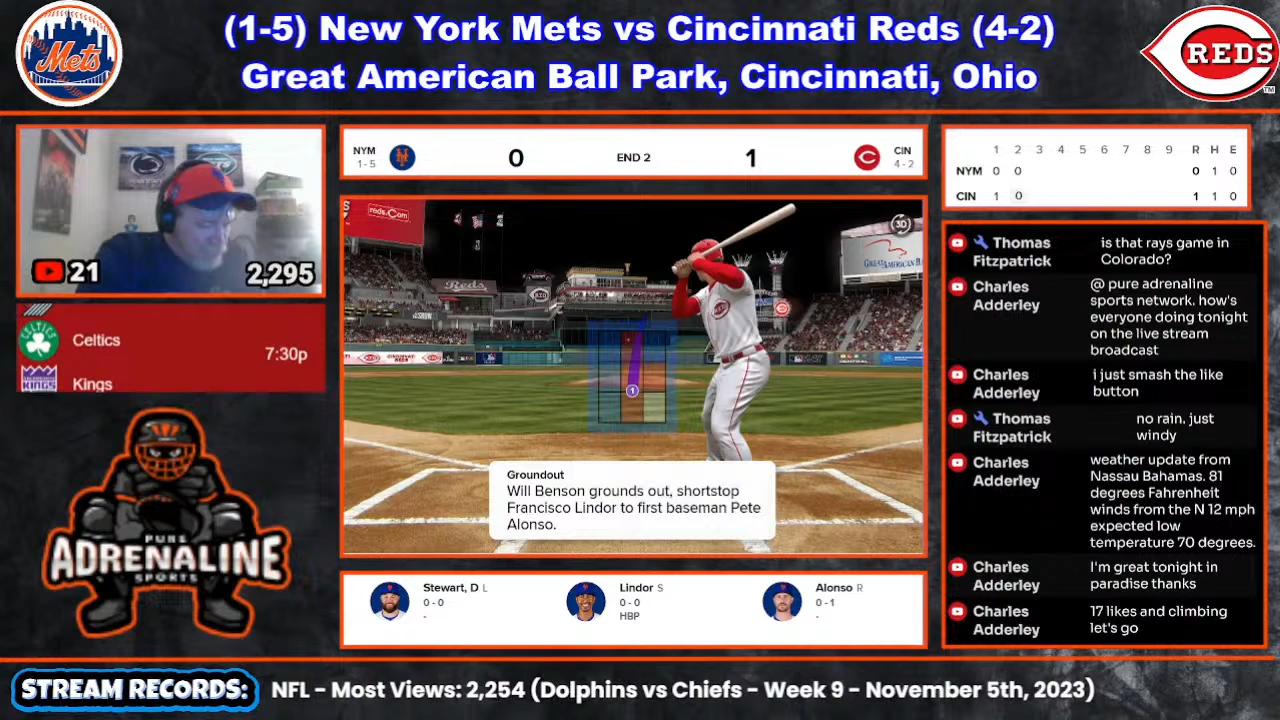 (1-5) New York Mets vs Cincinnati Reds (4-2)
Great American Ball Park, Cincinnati, Ohio
Mets
REDS
TM
21
2,295
Celtics
7:30p
Kings
CELTICS
KINGS
PURE
ADRENALINE
SPORTS
NYM
1 - 5
0
END 2
1
CIN
4 - 2
reds.com
3D
Reds
REDS
Groundout
Will Benson grounds out, shortstop
Francisco Lindor to first baseman Pete
Alonso.
1
Stewart, D L
0 - 0
-
Lindor S
0 - 0
HBP
Alonso R
0 - 1
-
1 2 3 4 5 6 7 8 9 R H E
NYM 0 0 0 1 0
CIN 1 0 1 1 0
Thomas Fitzpatrick
is that rays game in
Colorado?
Charles Adderley
@ pure adrenaline
sports network. how's
everyone doing tonight
on the live stream
broadcast
Charles Adderley
i just smash the like
button
Thomas Fitzpatrick
no rain. just
windy
Charles Adderley
weather update from
Nassau Bahamas. 81
degrees Fahrenheit
winds from the N 12 mph
expected low
temperature 70 degrees.
Charles Adderley
I'm great tonight in
paradise thanks
Charles Adderley
17 likes and climbing
let's go
STREAM RECORDS:
NFL - Most Views: 2,254 (Dolphins vs Chiefs - Week 9 - November 5th, 2023)